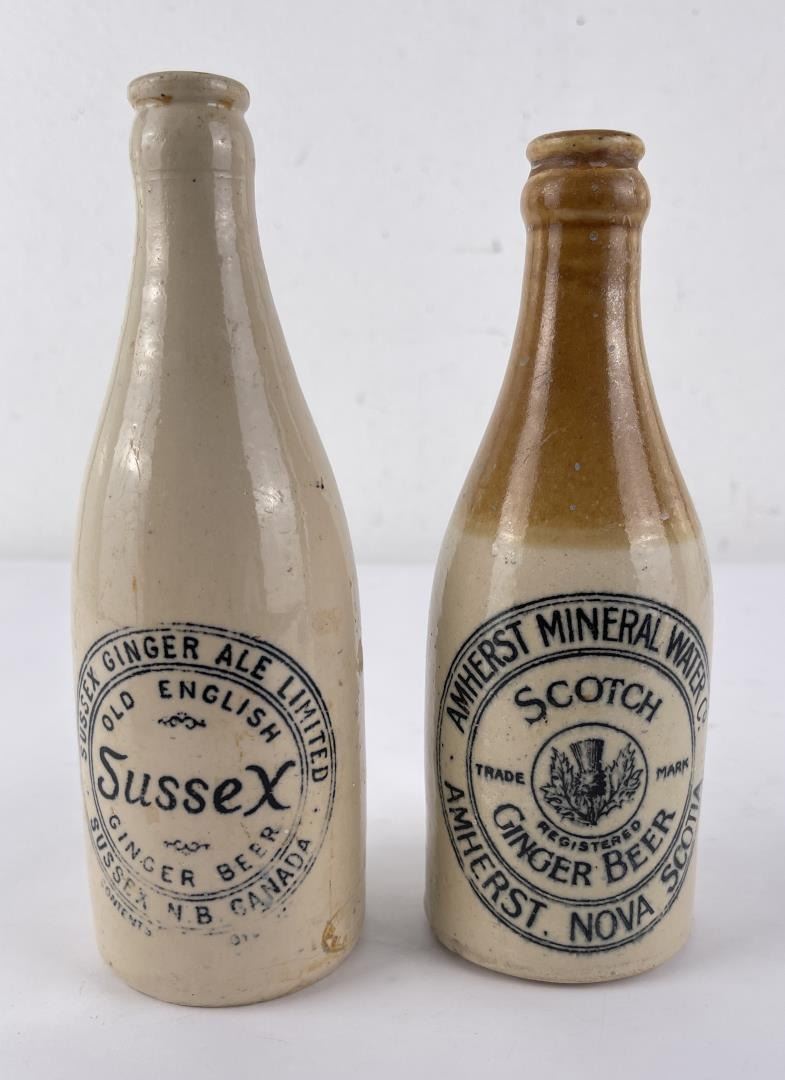 SUSSEX GINGER ALE LIMITED
OLD ENGLISH
Sussex
GINGER BEER
SUSSEX N.B. CANADA
CONTENTS
AMHERST MINERAL WATER Co.
SCOTCH
TRADE MARK
REGISTERED
GINGER BEER
AMHERST. NOVA SCOTIA